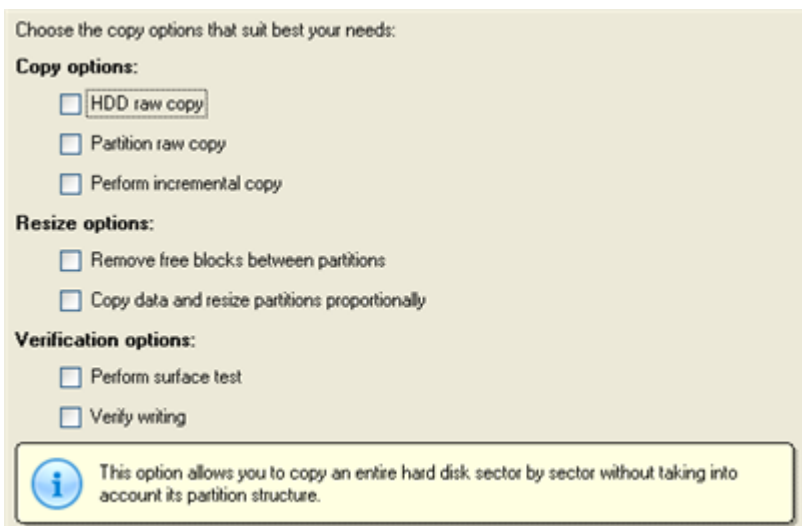 Choose the copy options that suit best your needs:
Copy options:
HDD raw copy
Partition raw copy
Perform incremental copy
Resize options:
Remove free blocks between partitions
Copy data and resize partitions proportionally
Verification options:
Perform surface test
Verify writing
This option allows you to copy an entire hard disk sector by sector without taking into
account its partition structure.